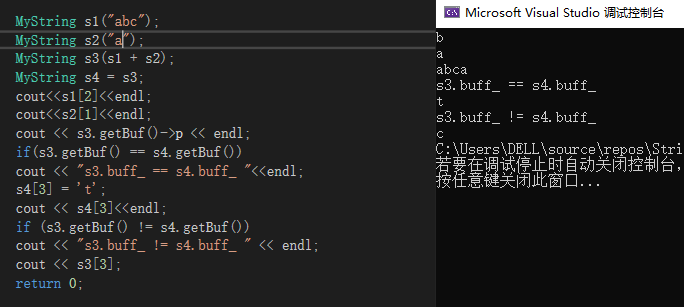 MyString s1("abc");
MyString s2("a");
MyString s3(s1 + s2);
MyString s4 = s3;
cout<<s1[2]<<endl;
cout<<s2[1]<<endl;
cout << s3.getBuf()->p << endl;
if(s3.getBuf() == s4.getBuf())
cout << "s3.buff_ == s4.buff_ "<<endl;
s4[3] = 't';
cout << s4[3]<<endl;
if (s3.getBuf() != s4.getBuf())
cout << "s3.buff_ != s4.buff_ " << endl;
cout << s3[3];
return 0;
Microsoft Visual Studio 调试控制台
b
a
abca
s3.buff_ == s4.buff_
t
s3.buff_ != s4.buff_
c
C:\Users\DELL\source\repos\Stri
若要在调试停止时自动关闭控制台,
按任意键关闭此窗口...